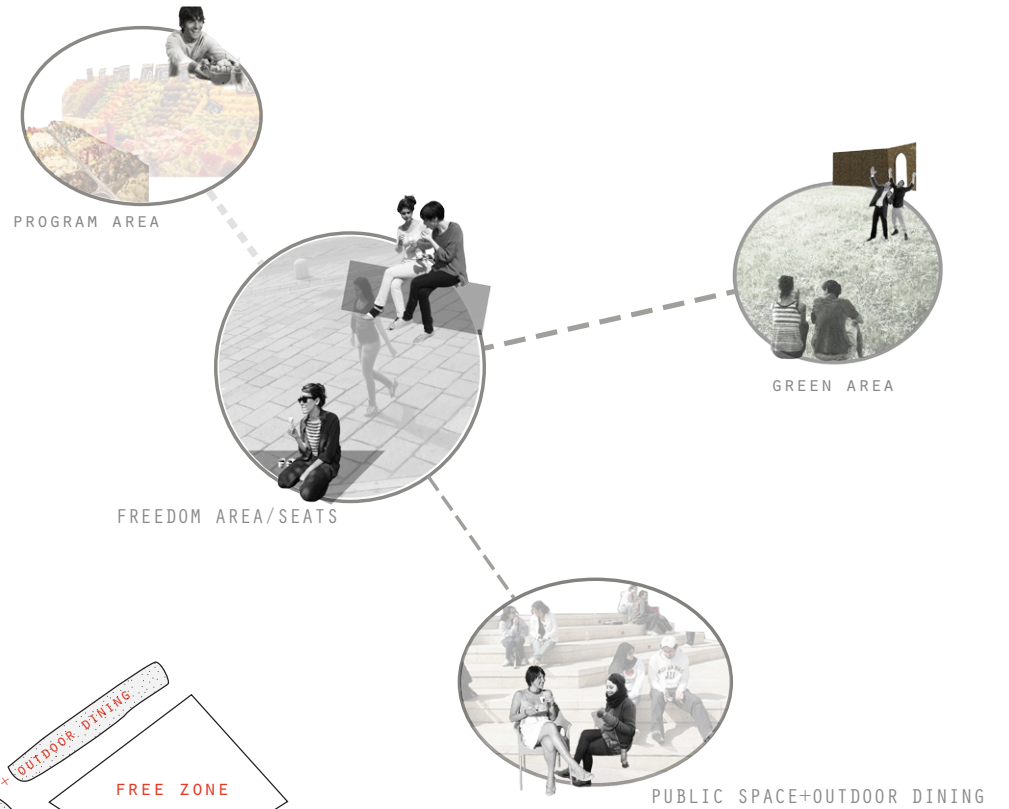 PROGRAM AREA
GREEN AREA
FREEDOM AREA/SEATS
+ OUTDOOR DINING
FREE ZONE
PUBLIC SPACE+OUTDOOR DINING